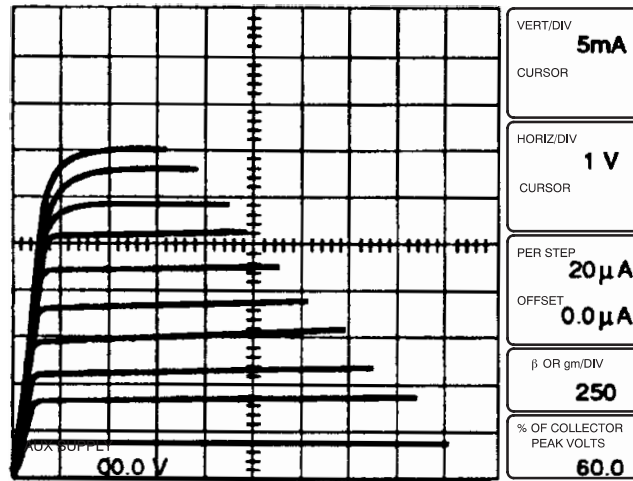 VERT/DIV
5mA
CURSOR
HORIZ/DIV
1 V
CURSOR
PER STEP
20μA
OFFSET
0.0μA
β OR gm/DIV
250
% OF COLLECTOR
PEAK VOLTS
60.0
AUX SUPPLY
00.0 V